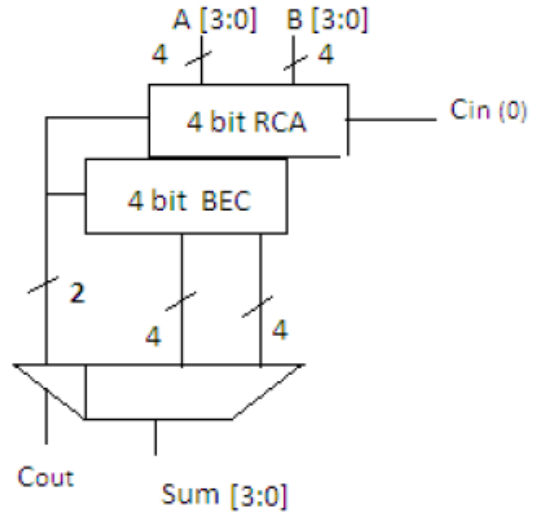 A [3:0] B [3:0]
4 4
4 bit RCA
Cin (0)
4 bit BEC
2
4 4
Cout
Sum [3:0]